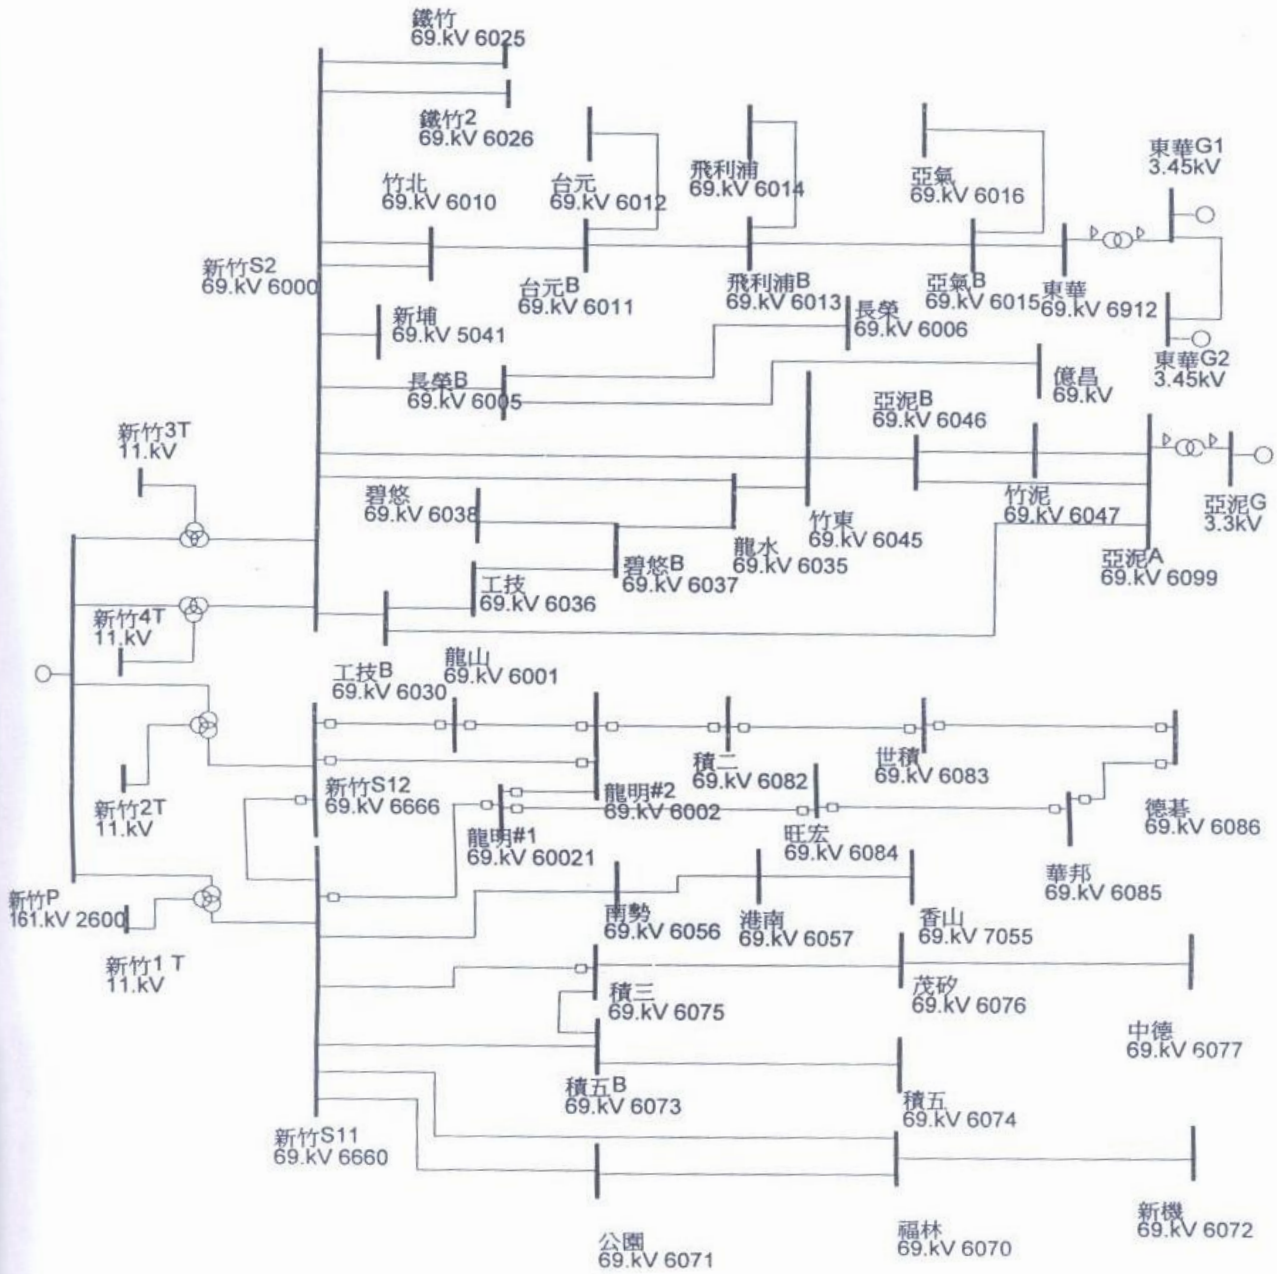 鐵竹
69.kV 6025
鐵竹2
69.kV 6026
竹北
69.kV 6010
台元
69.kV 6012
飛利浦
69.kV 6014
亞氣
69.kV 6016
東華G1
3.45kV
新竹S2
69.kV 6000
台元B
69.kV 6011
飛利浦B
69.kV 6013
亞氣B
69.kV 6015
東華
69.kV 6912
新埔
69.kV 5041
長榮
69.kV 6006
東華G2
3.45kV
長榮B
69.kV 6005
億昌
69.kV
亞泥B
69.kV 6046
新竹3T
11.kV
碧悠
69.kV 6038
竹東
69.kV 6045
竹泥
69.kV 6047
亞泥G
3.3kV
龍水
69.kV 6035
碧悠B
69.kV 6037
亞泥A
69.kV 6099
工技
69.kV 6036
新竹4T
11.kV
工技B
69.kV 6030
龍山
69.kV 6001
新竹S12
69.kV 6666
積二
69.kV 6082
世積
69.kV 6083
龍明#2
69.kV 6002
德碁
69.kV 6086
新竹2T
11.kV
龍明#1
69.kV 60021
旺宏
69.kV 6084
華邦
69.kV 6085
新竹P
161.kV 2600
南勢
69.kV 6056
港南
69.kV 6057
香山
69.kV 7055
新竹1 T
11.kV
積三
69.kV 6075
茂矽
69.kV 6076
中德
69.kV 6077
積五B
69.kV 6073
積五
69.kV 6074
新竹S11
69.kV 6660
公園
69.kV 6071
福林
69.kV 6070
新機
69.kV 6072